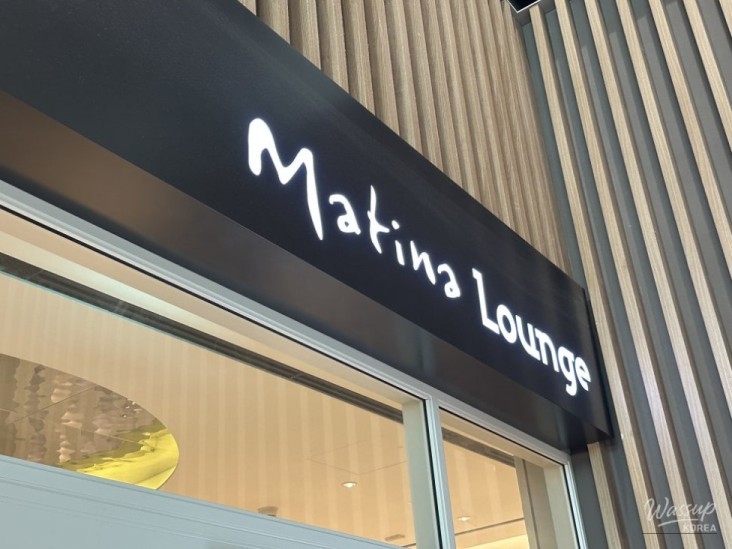 Matina Lounge
Wassup
KOREA